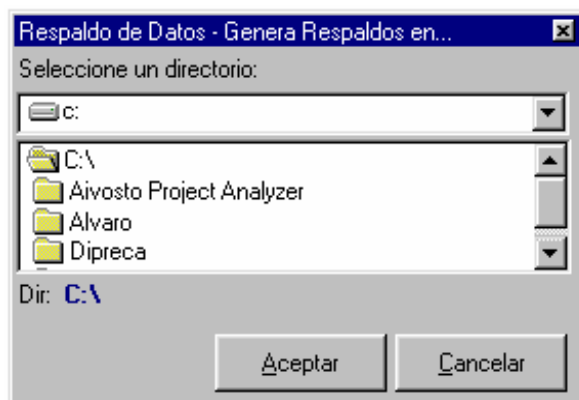 Respaldo de Datos - Genera Respaldos en...
Seleccione un directorio:
c:
C:\
Aivosto Project Analyzer
Alvaro
Dipreca
Dir: C:\
Aceptar Cancelar